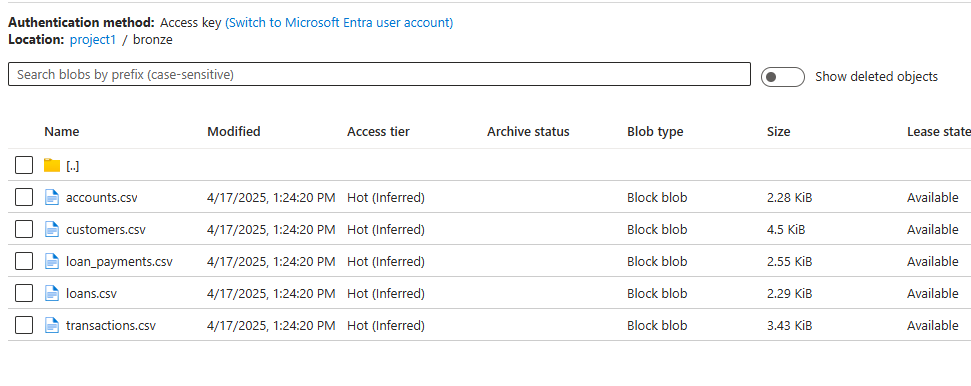 Authentication method: Access key (Switch to Microsoft Entra user account)
Location: project1 / bronze
Search blobs by prefix (case-sensitive)
Show deleted objects
Name Modified Access tier Archive status Blob type Size Lease state
[..]
accounts.csv 4/17/2025, 1:24:20 PM Hot (Inferred) Block blob 2.28 KiB Available
customers.csv 4/17/2025, 1:24:20 PM Hot (Inferred) Block blob 4.5 KiB Available
loan_payments.csv 4/17/2025, 1:24:20 PM Hot (Inferred) Block blob 2.55 KiB Available
loans.csv 4/17/2025, 1:24:20 PM Hot (Inferred) Block blob 2.29 KiB Available
transactions.csv 4/17/2025, 1:24:20 PM Hot (Inferred) Block blob 3.43 KiB Available